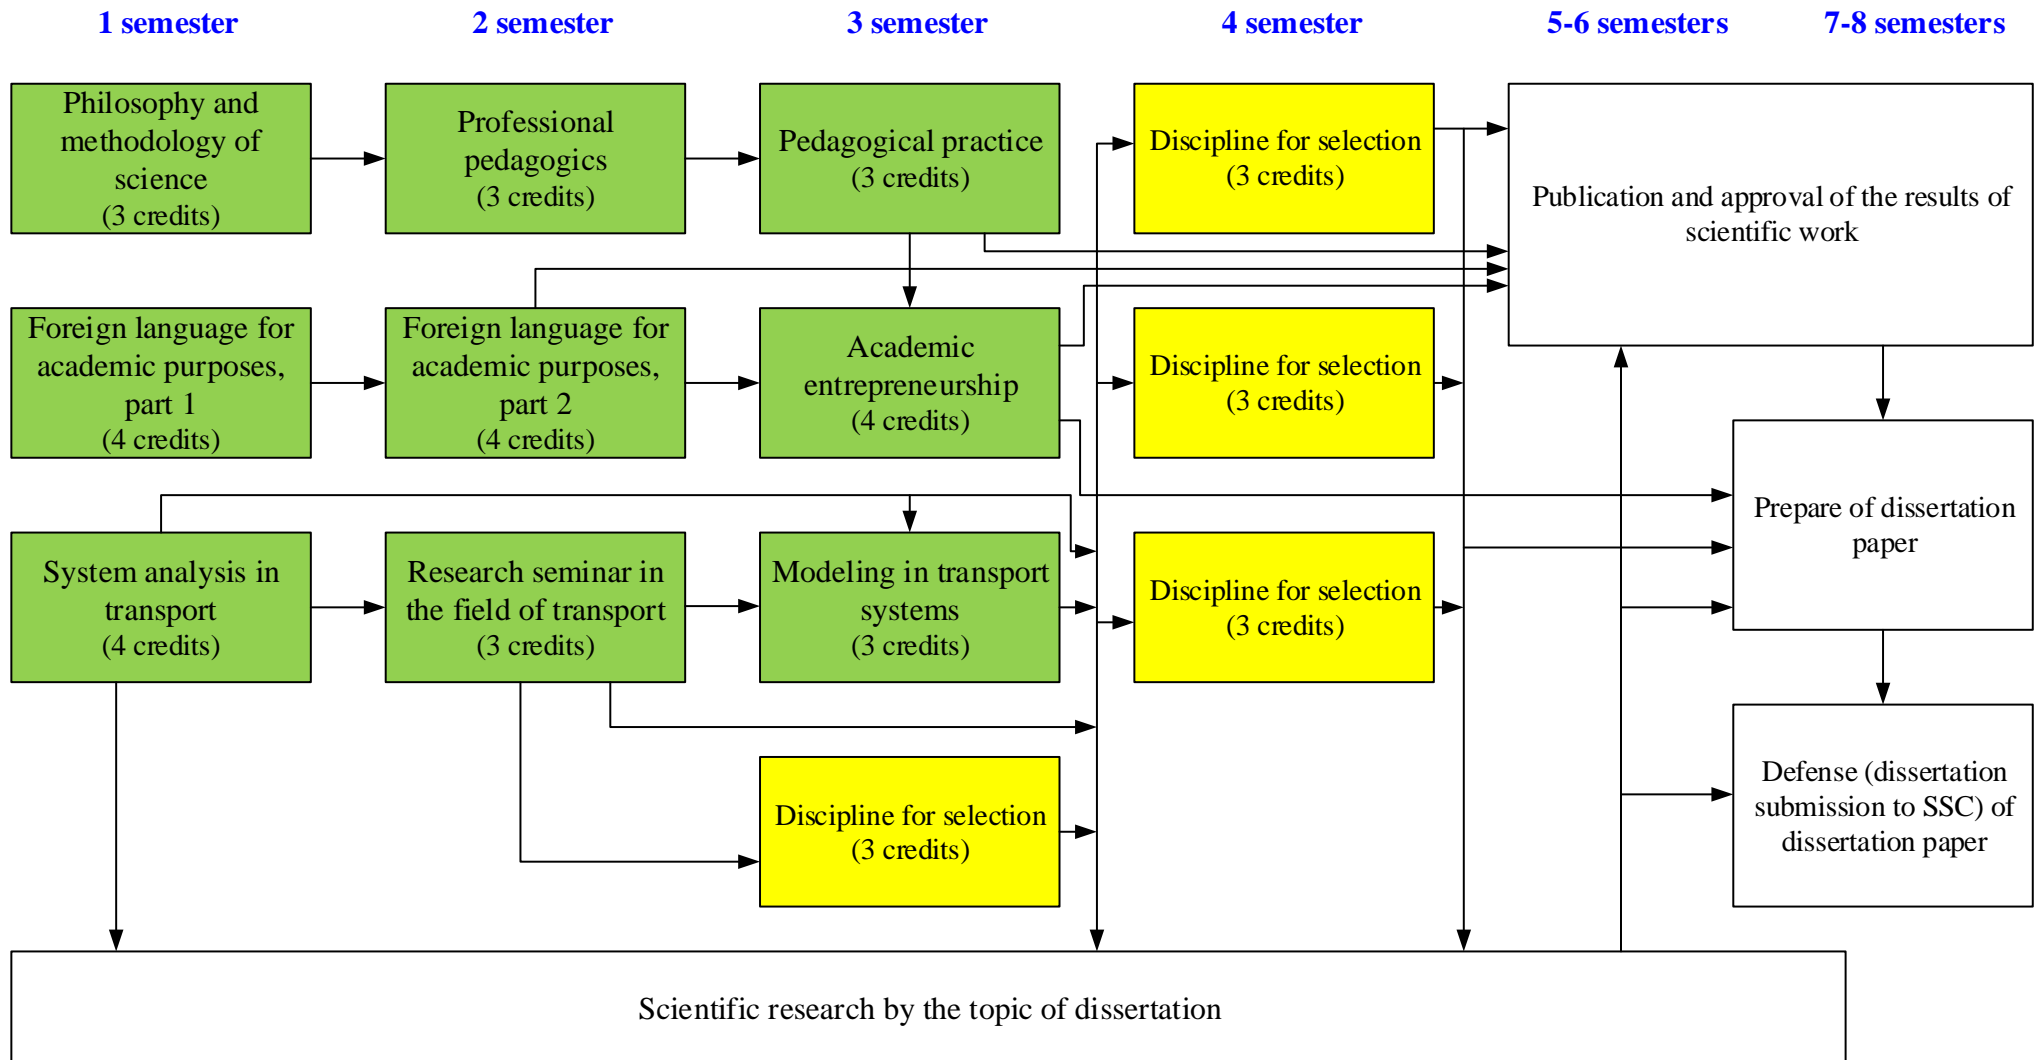 1 semester
2 semester
3 semester
4 semester
5-6 semesters
7-8 semesters
Philosophy and
methodology of
science
(3 credits)
Professional
pedagogics
(3 credits)
Pedagogical practice
(3 credits)
Discipline for selection
(3 credits)
Publication and approval of the results of
scientific work
Foreign language for
academic purposes,
part 1
(4 credits)
Foreign language for
academic purposes,
part 2
(4 credits)
Academic
entrepreneurship
(4 credits)
Discipline for selection
(3 credits)
Prepare of dissertation
paper
System analysis in
transport
(4 credits)
Research seminar in
the field of transport
(3 credits)
Modeling in transport
systems
(3 credits)
Discipline for selection
(3 credits)
Discipline for selection
(3 credits)
Defense (dissertation
submission to SSC) of
dissertation paper
Scientific research by the topic of dissertation